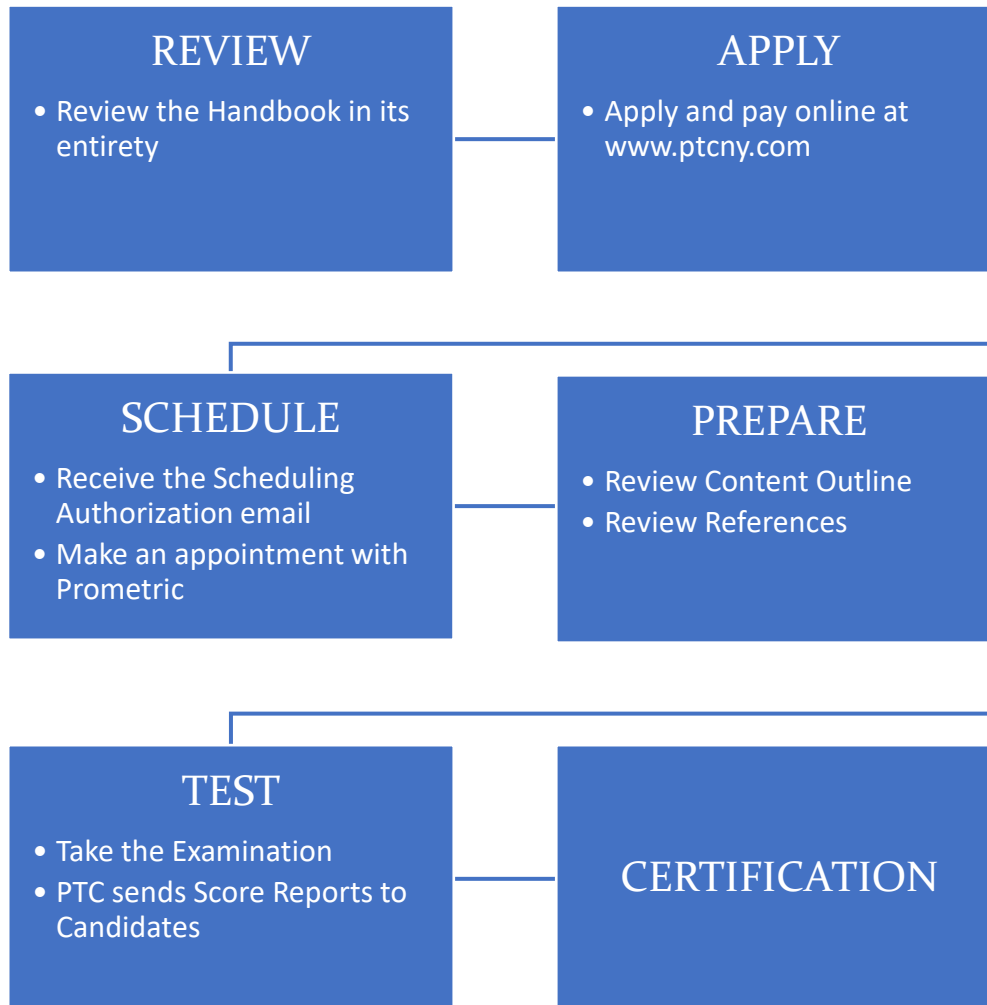 REVIEW
• Review the Handbook in its
entirety
APPLY
• Apply and pay online at
www.ptcny.com
SCHEDULE
• Receive the Scheduling
Authorization email
• Make an appointment with
Prometric
PREPARE
• Review Content Outline
• Review References
TEST
• Take the Examination
• PTC sends Score Reports to
Candidates
CERTIFICATION